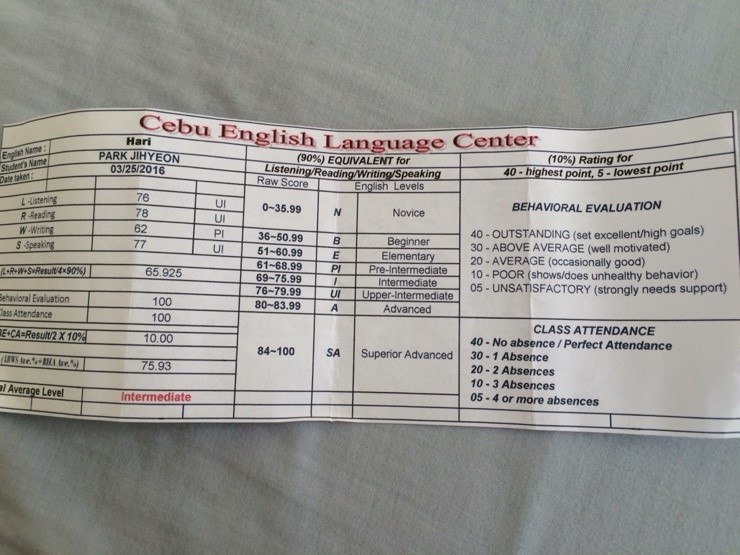 Cebu English Language Center
English Name : Hari
Student's Name PARK JIHYEON
Date taken : 03/25/2016
L -Listening 76 UI
R -Reading 78 UI
W -Writing 62 PI
S -Speaking 77 UI
(L+R+W+S=Result/4×90%) 65.925
Behavioral Evaluation 100
Class Attendance 100
BE+CA=Result/2 X 10% 10.00
75.93
Average Level Intermediate
(90%) EQUIVALENT for
Listening/Reading/Writing/Speaking
Raw Score English Levels
0~35.99 N Novice
36~50.99 B Beginner
51~60.99 E Elementary
61~68.99 PI Pre-Intermediate
69~75.99 I Intermediate
76~79.99 UI Upper-Intermediate
80~83.99 A Advanced
84~100 SA Superior Advanced
(10%) Rating for
40 - highest point, 5 - lowest point
BEHAVIORAL EVALUATION
40 - OUTSTANDING (set excellent/high goals)
30 - ABOVE AVERAGE (well motivated)
20 - AVERAGE (occasionally good)
10 - POOR (shows/does unhealthy behavior)
05 - UNSATISFACTORY (strongly needs support)
CLASS ATTENDANCE
40 - No absence / Perfect Attendance
30 - 1 Absence
20 - 2 Absences
10 - 3 Absences
05 - 4 or more absences